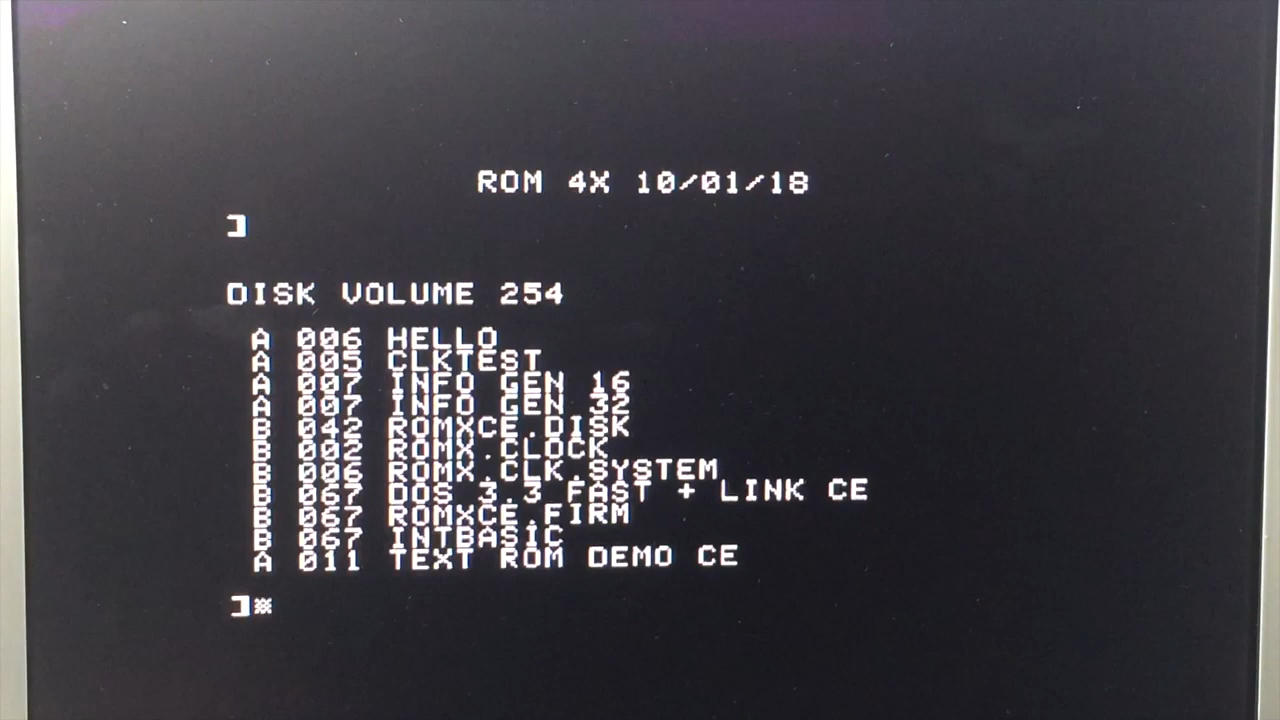 ROM 4X 10/01/18
]
DISK VOLUME 254
A 006 HELLO
A 005 CLKTEST
A 007 INFO GEN 16
A 007 INFO GEN 32
B 042 ROMXCE.DISK
B 002 ROMX.CLOCK
B 006 ROMX.CLK.SYSTEM
B 067 DOS 3.3 FAST + LINK CE
B 067 ROMXCE.FIRM
B 067 INTBASIC
A 011 TEXT ROM DEMO CE
]※